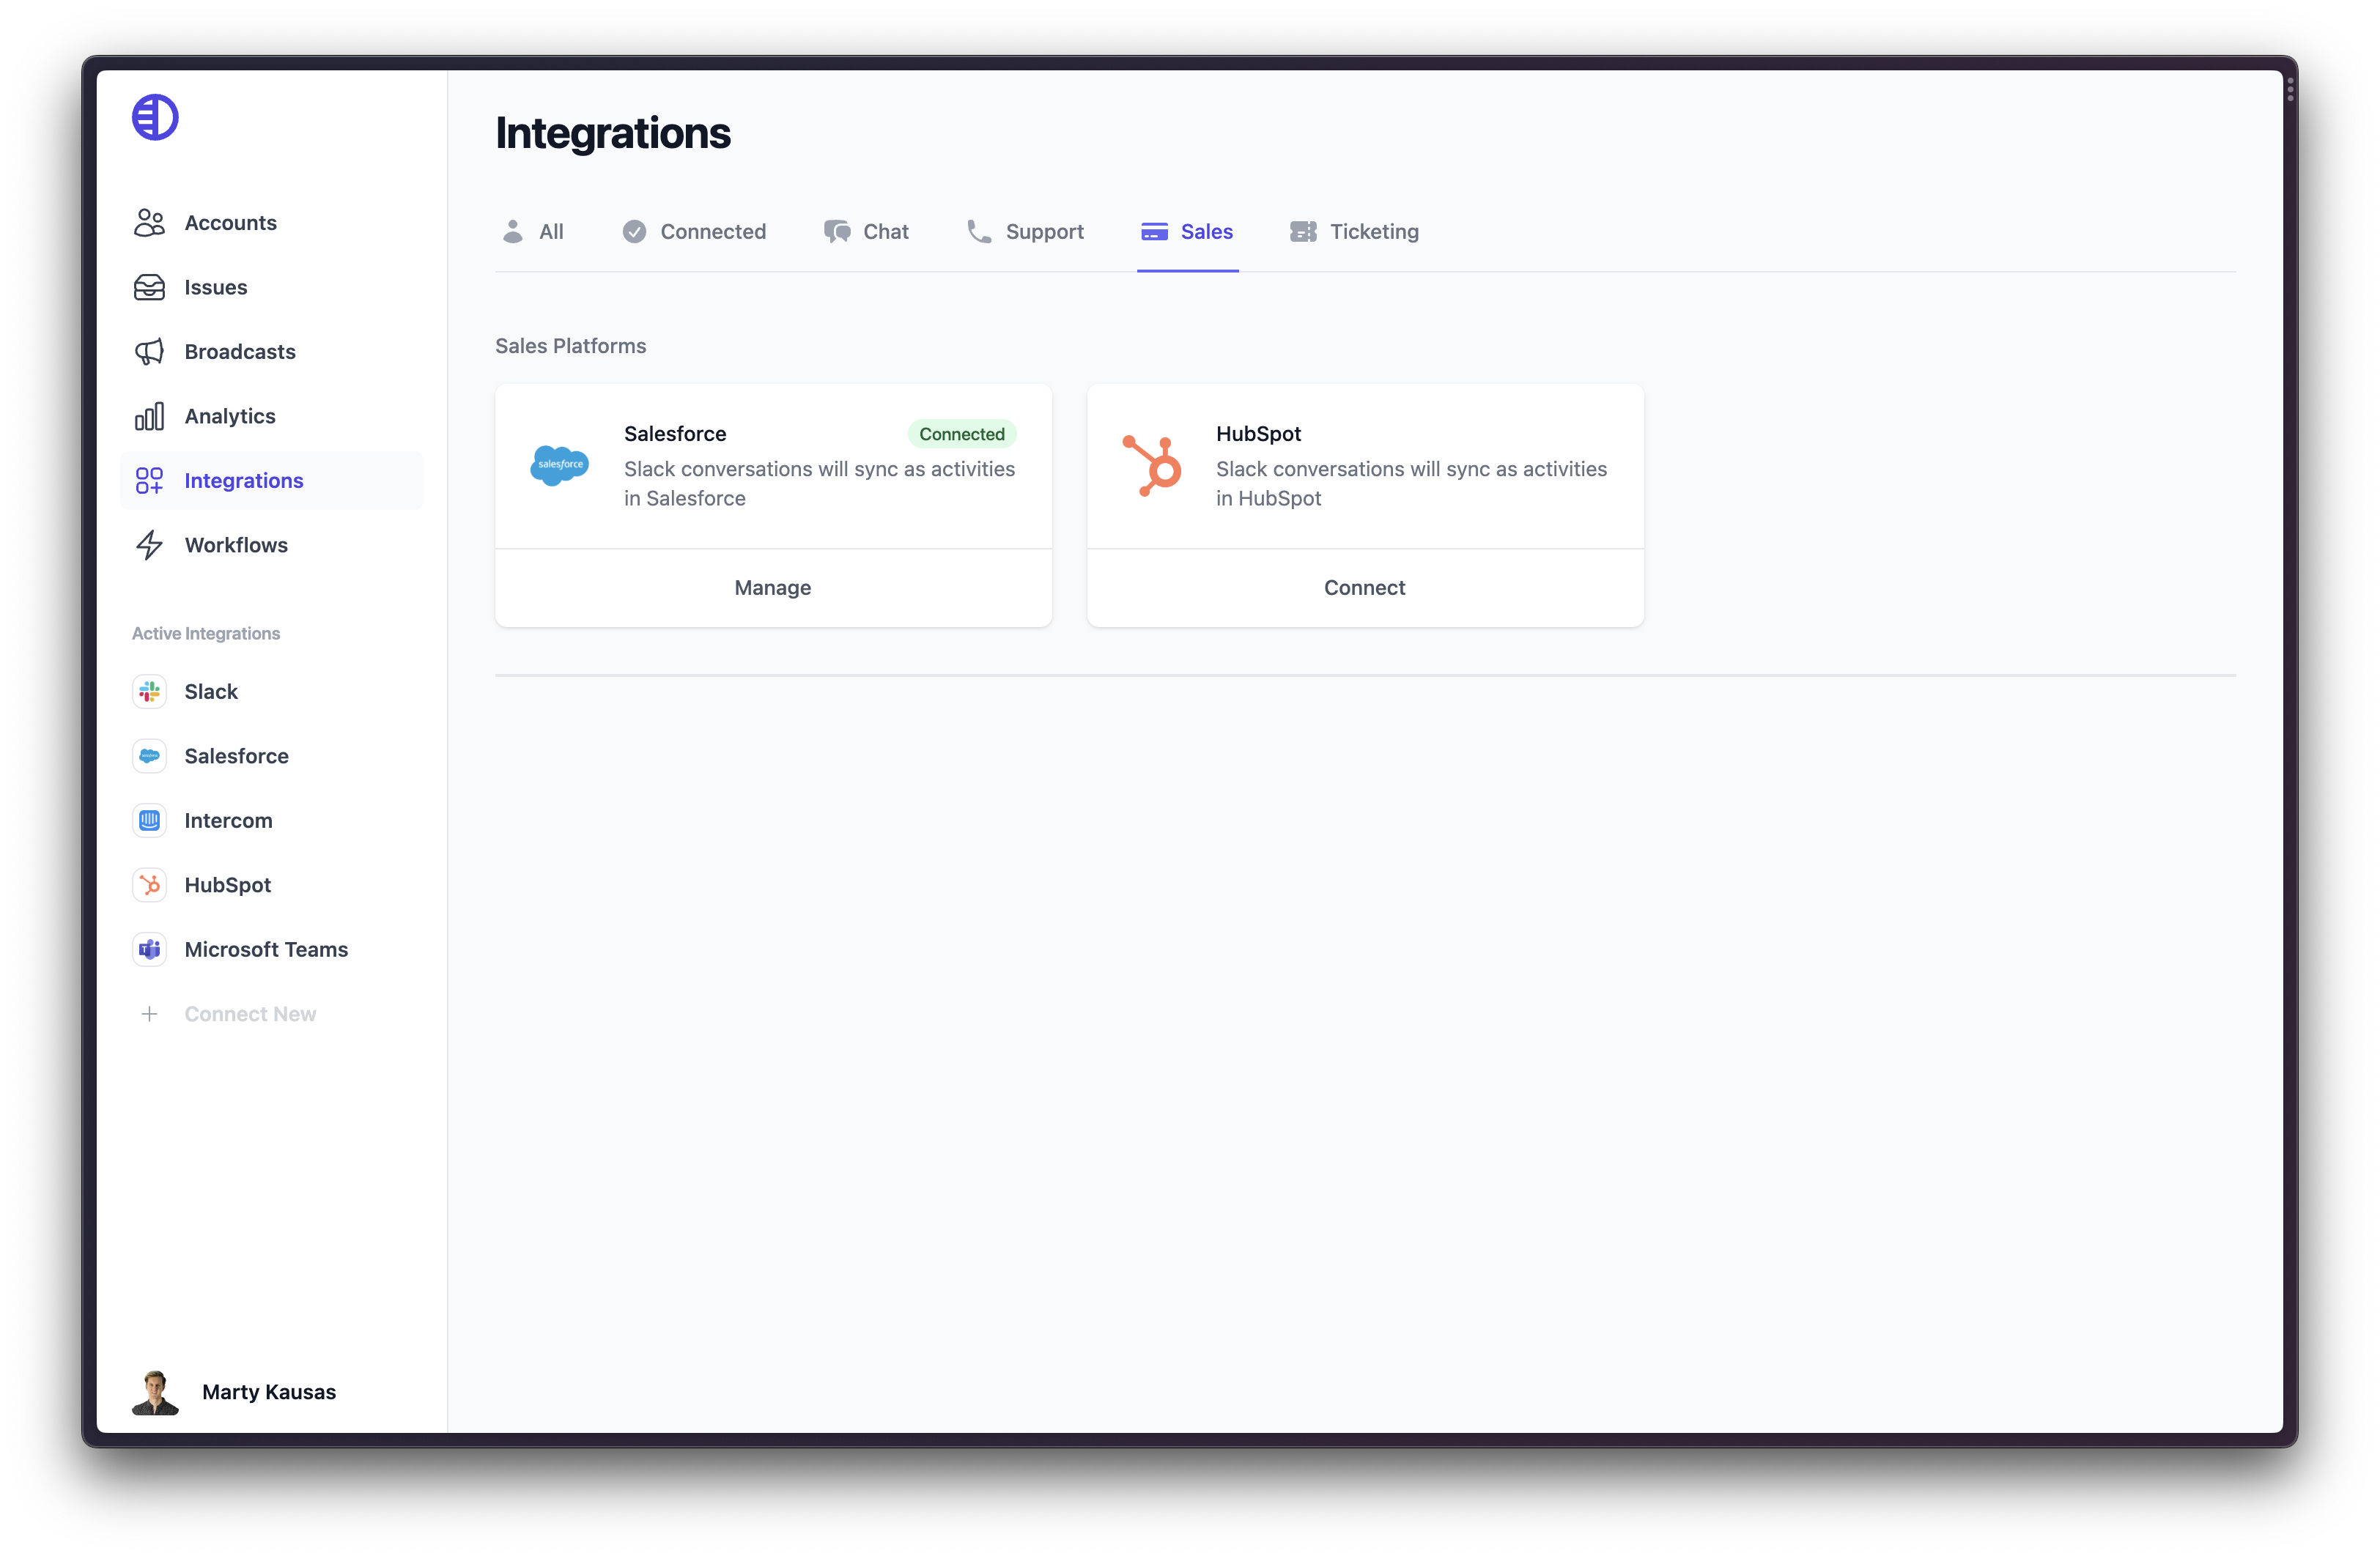 Accounts
Issues
Broadcasts
Analytics
Integrations
Workflows
Active Integrations
Slack
Salesforce
Intercom
HubSpot
Microsoft Teams
Connect New
Marty Kausas
Integrations
All
Connected
Chat
Support
Sales
Ticketing
Sales Platforms
salesforce
Salesforce
Connected
Slack conversations will sync as activities
in Salesforce
Manage
HubSpot
Slack conversations will sync as activities
in HubSpot
Connect